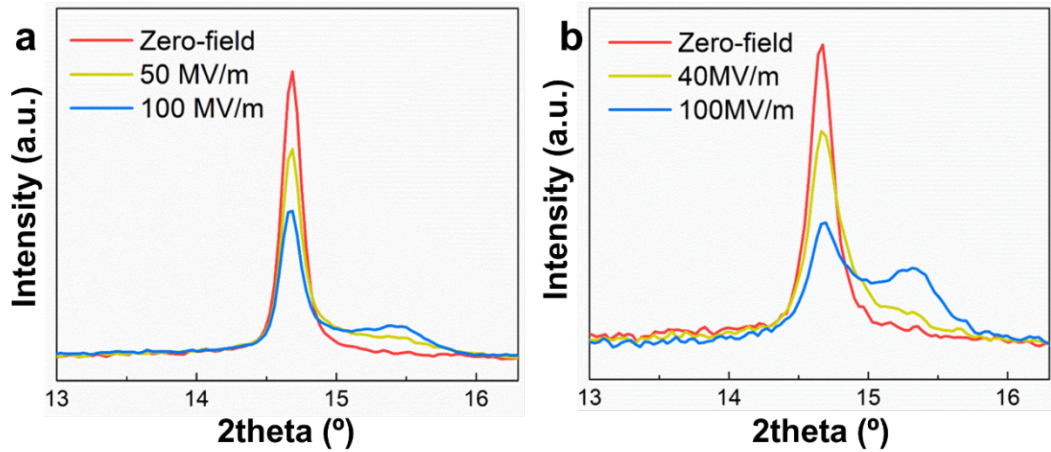 a
Zero-field
50 MV/m
100 MV/m
Intensity (a.u.)
13 14 15 16
2theta (º)
b
Zero-field
40MV/m
100MV/m
Intensity (a.u.)
13 14 15 16
2theta (º)